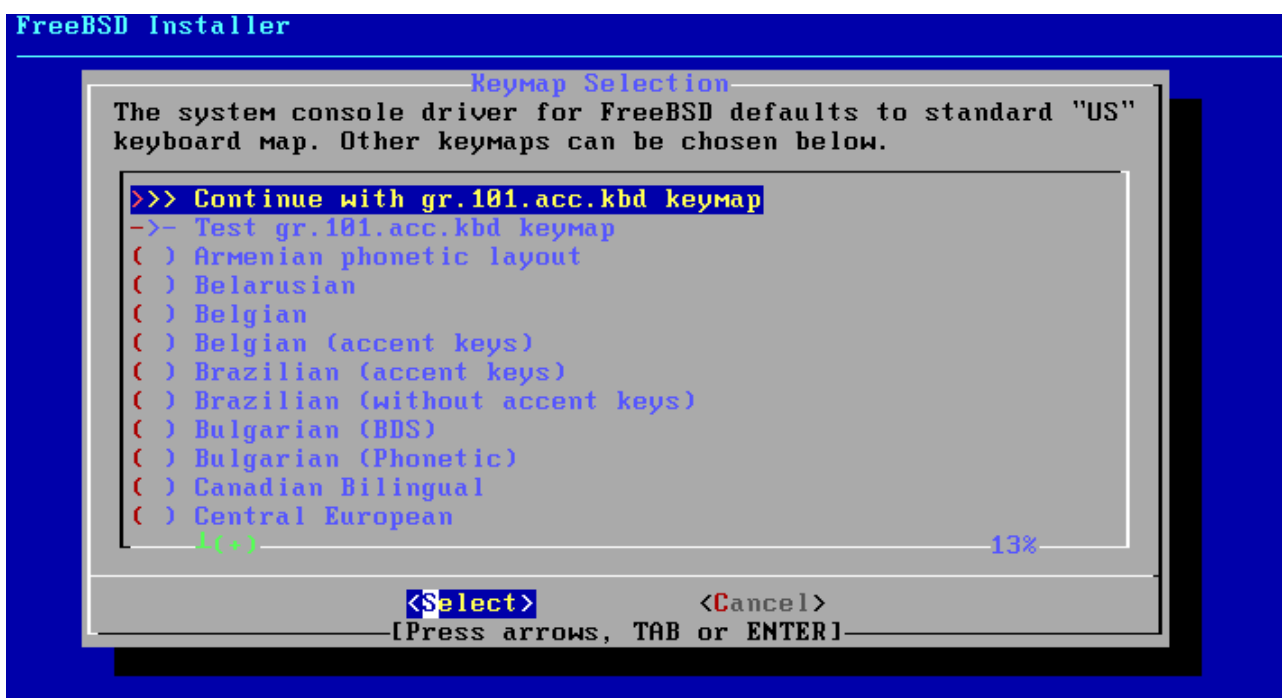 FreeBSD Installer
Keymap Selection
The system console driver for FreeBSD defaults to standard "US"
keyboard map. Other keymaps can be chosen below.
>>> Continue with gr.101.acc.kbd keymap
->- Test gr.101.acc.kbd keymap
( ) Armenian phonetic layout
( ) Belarusian
( ) Belgian
( ) Belgian (accent keys)
( ) Brazilian (accent keys)
( ) Brazilian (without accent keys)
( ) Bulgarian (BDS)
( ) Bulgarian (Phonetic)
( ) Canadian Bilingual
( ) Central European
┴(+) 13%
<Select> <Cancel>
[Press arrows, TAB or ENTER]